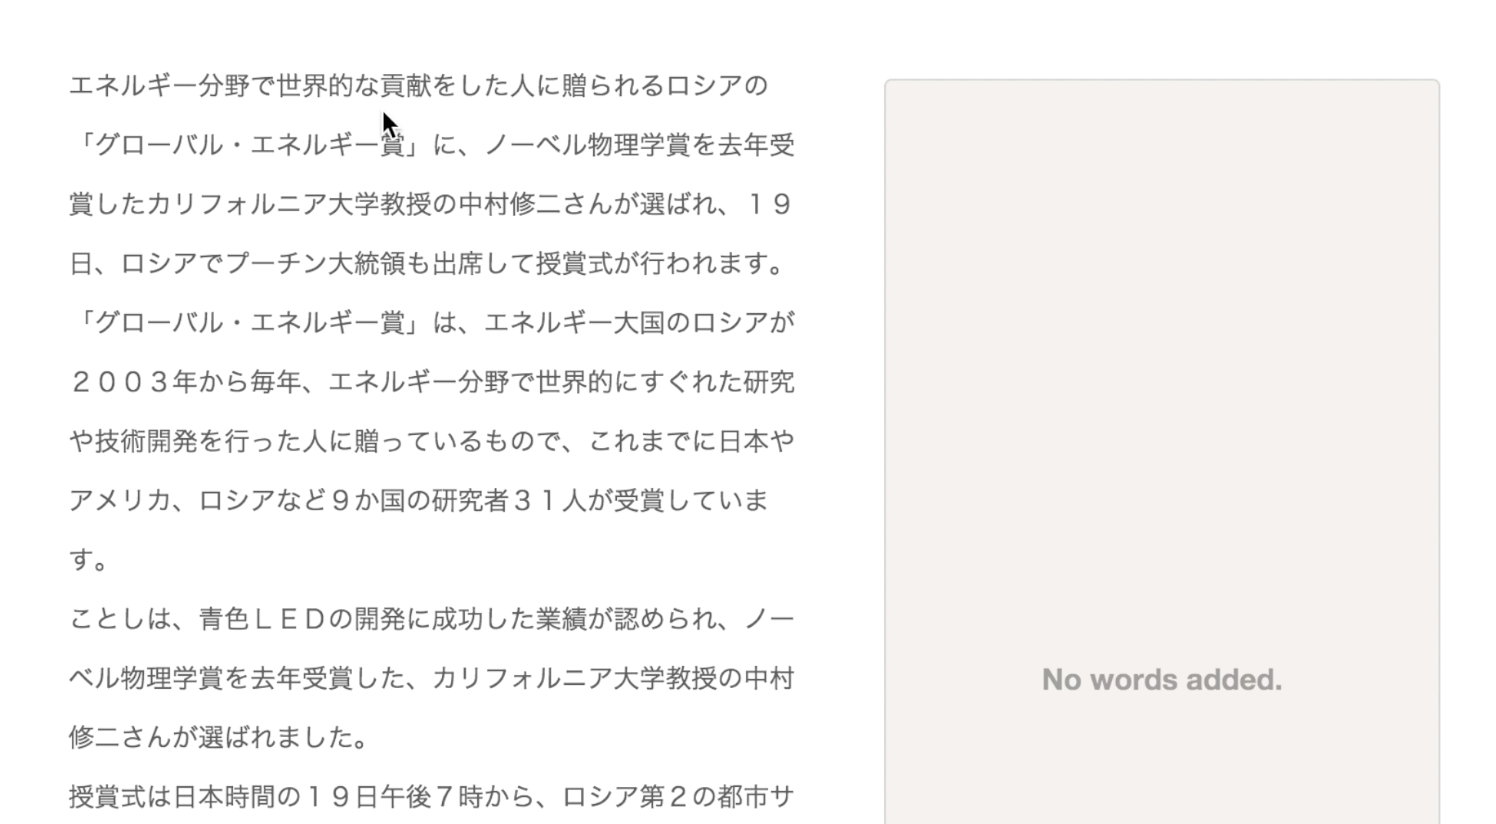 エネルギー分野で世界的な貢献をした人に贈られるロシアの
「グローバル・エネルギー賞」に、ノーベル物理学賞を去年受
賞したカリフォルニア大学教授の中村修二さんが選ばれ、１９
日、ロシアでプーチン大統領も出席して授賞式が行われます。
「グローバル・エネルギー賞」は、エネルギー大国のロシアが
２００３年から毎年、エネルギー分野で世界的にすぐれた研究
や技術開発を行った人に贈っているもので、これまでに日本や
アメリカ、ロシアなど９か国の研究者３１人が受賞していま
す。
ことしは、青色ＬＥＤの開発に成功した業績が認められ、ノー
ベル物理学賞を去年受賞した、カリフォルニア大学教授の中村
修二さんが選ばれました。
授賞式は日本時間の１９日午後７時から、ロシア第２の都市サ
No words added.